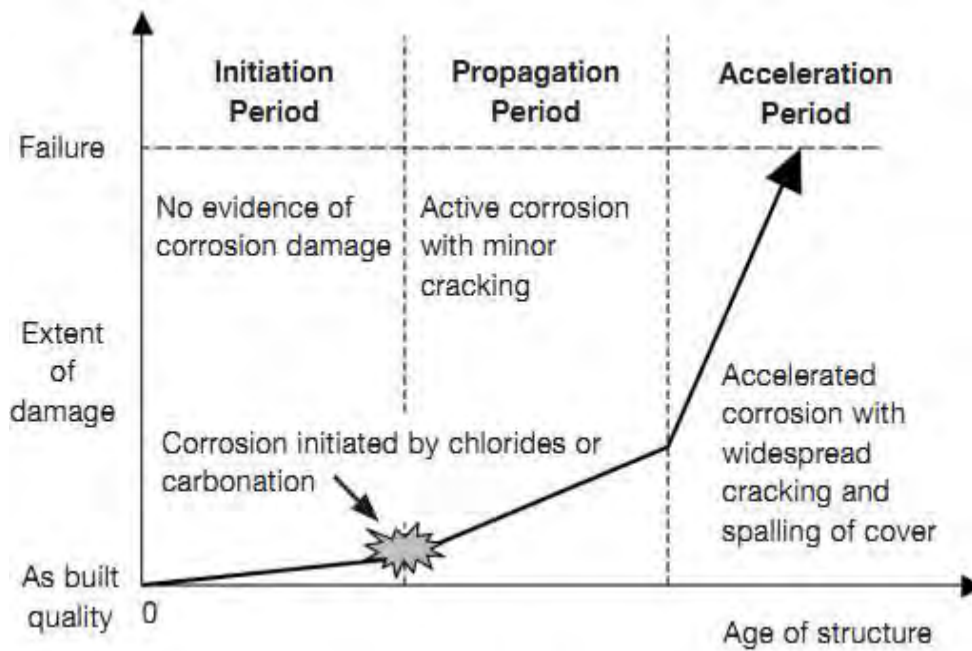 Initiation
Period
Propagation
Period
Acceleration
Period
Failure
No evidence of
corrosion damage
Active corrosion
with minor
cracking
Extent
of
damage
Accelerated
corrosion with
widespread
cracking and
spalling of cover
Corrosion initiated by chlorides or
carbonation
As built
quality
0
Age of structure